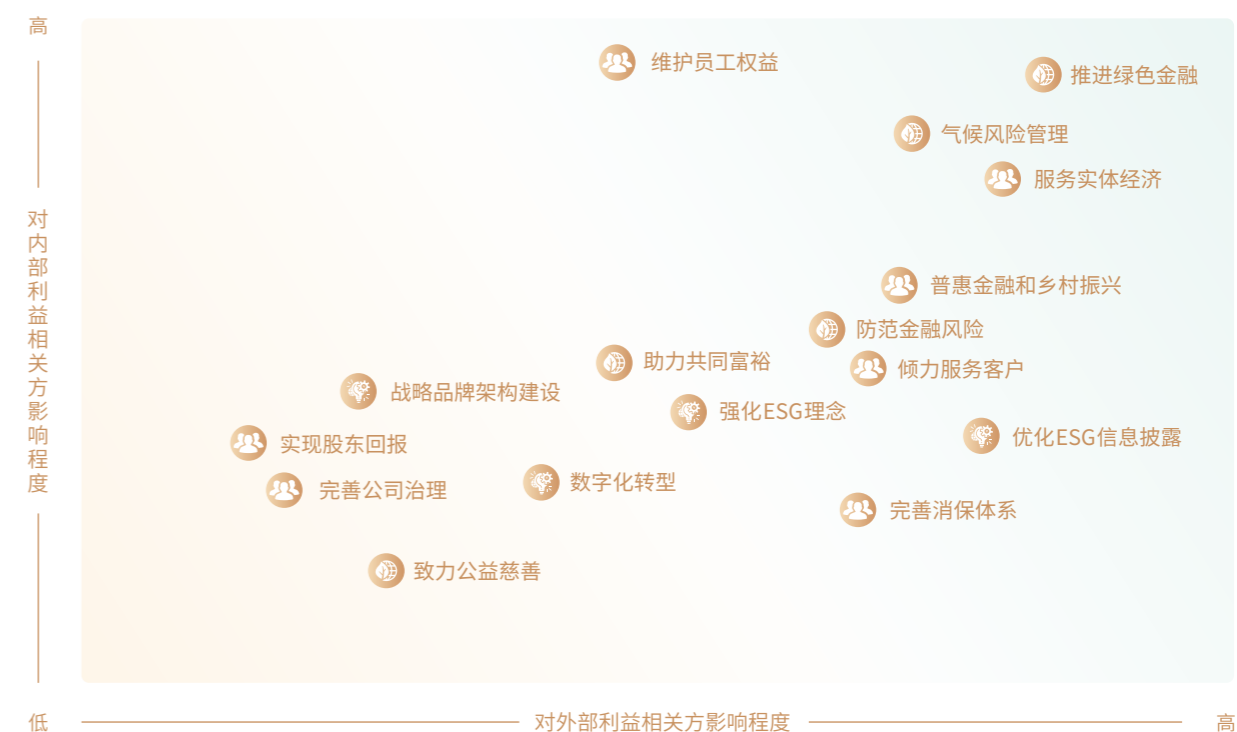 高
维护员工权益
推进绿色金融
气候风险管理
服务实体经济
对内部利益相关方影响程度
普惠金融和乡村振兴
防范金融风险
助力共同富裕
倾力服务客户
战略品牌架构建设
强化ESG理念
优化ESG信息披露
实现股东回报
完善公司治理
数字化转型
完善消保体系
致力公益慈善
低
对外部利益相关方影响程度
高